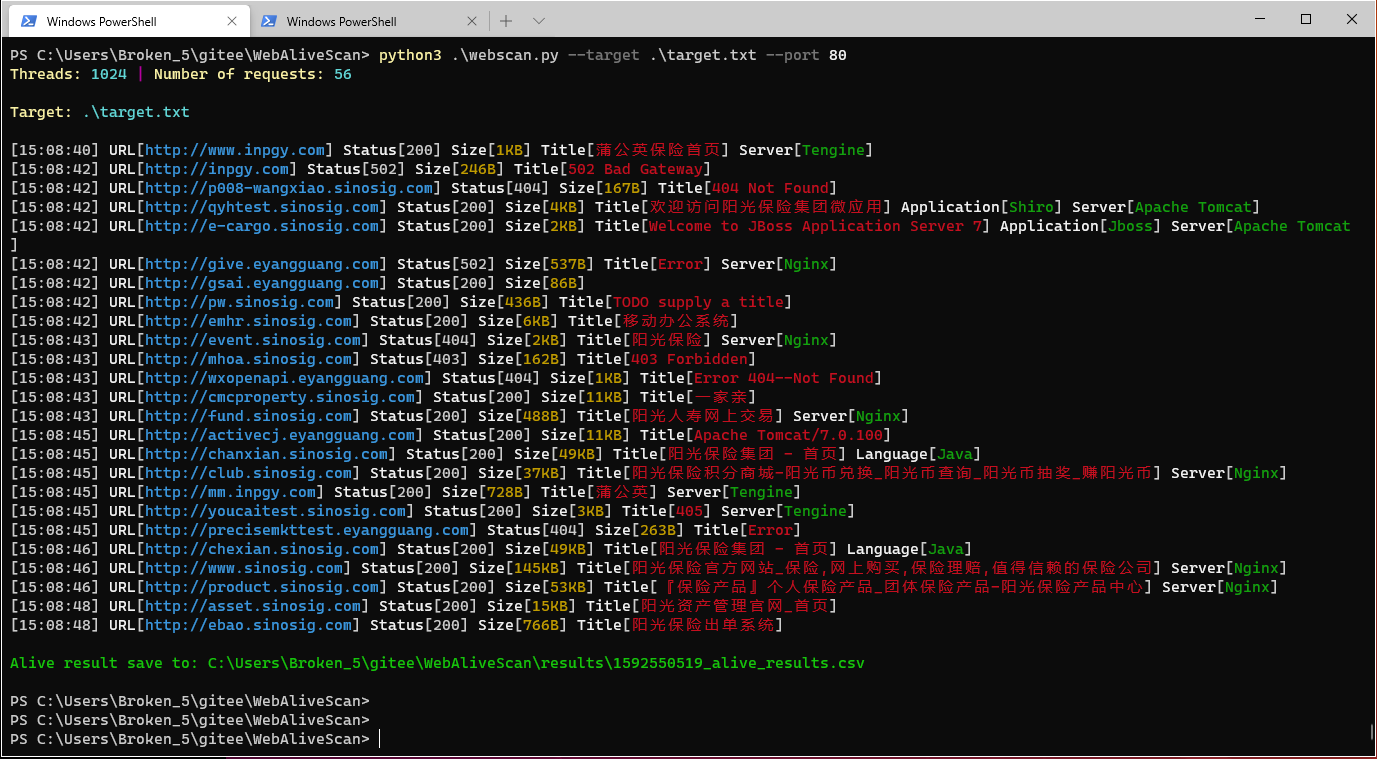 Windows PowerShell
Windows PowerShell
PS C:\Users\Broken_5\gitee\WebAliveScan> python3 .\webscan.py --target .\target.txt --port 80
Threads: 1024 | Number of requests: 56
Target: .\target.txt
[15:08:40] URL[http://www.inpgy.com] Status[200] Size[1KB] Title[蒲公英保险首页] Server[Tengine]
[15:08:42] URL[http://inpgy.com] Status[502] Size[246B] Title[502 Bad Gateway]
[15:08:42] URL[http://p008-wangxiao.sinosig.com] Status[404] Size[167B] Title[404 Not Found]
[15:08:42] URL[http://qyhtest.sinosig.com] Status[200] Size[4KB] Title[欢迎访问阳光保险集团微应用] Application[Shiro] Server[Apache Tomcat]
[15:08:42] URL[http://e-cargo.sinosig.com] Status[200] Size[2KB] Title[Welcome to JBoss Application Server 7] Application[Jboss] Server[Apache Tomcat
]
[15:08:42] URL[http://give.eyangguang.com] Status[502] Size[537B] Title[Error] Server[Nginx]
[15:08:42] URL[http://gsai.eyangguang.com] Status[200] Size[86B]
[15:08:42] URL[http://pw.sinosig.com] Status[200] Size[436B] Title[TODO supply a title]
[15:08:42] URL[http://emhr.sinosig.com] Status[200] Size[6KB] Title[移动办公系统]
[15:08:43] URL[http://event.sinosig.com] Status[404] Size[2KB] Title[阳光保险] Server[Nginx]
[15:08:43] URL[http://mhoa.sinosig.com] Status[403] Size[162B] Title[403 Forbidden]
[15:08:43] URL[http://wxopenapi.eyangguang.com] Status[404] Size[1KB] Title[Error 404--Not Found]
[15:08:43] URL[http://cmcproperty.sinosig.com] Status[200] Size[11KB] Title[一家亲]
[15:08:43] URL[http://fund.sinosig.com] Status[200] Size[488B] Title[阳光人寿网上交易] Server[Nginx]
[15:08:45] URL[http://activecj.eyangguang.com] Status[200] Size[11KB] Title[Apache Tomcat/7.0.100]
[15:08:45] URL[http://chanxian.sinosig.com] Status[200] Size[49KB] Title[阳光保险集团 - 首页] Language[Java]
[15:08:45] URL[http://club.sinosig.com] Status[200] Size[37KB] Title[阳光保险积分商城-阳光币兑换_阳光币查询_阳光币抽奖_赚阳光币] Server[Nginx]
[15:08:45] URL[http://mm.inpgy.com] Status[200] Size[728B] Title[蒲公英] Server[Tengine]
[15:08:45] URL[http://youcaitest.sinosig.com] Status[200] Size[3KB] Title[405] Server[Tengine]
[15:08:45] URL[http://precisemkttest.eyangguang.com] Status[404] Size[263B] Title[Error]
[15:08:46] URL[http://chexian.sinosig.com] Status[200] Size[49KB] Title[阳光保险集团 - 首页] Language[Java]
[15:08:46] URL[http://www.sinosig.com] Status[200] Size[145KB] Title[阳光保险官方网站_保险,网上购买,保险理赔,值得信赖的保险公司] Server[Nginx]
[15:08:46] URL[http://product.sinosig.com] Status[200] Size[53KB] Title[『保险产品』个人保险产品_团体保险产品-阳光保险产品中心] Server[Nginx]
[15:08:48] URL[http://asset.sinosig.com] Status[200] Size[15KB] Title[阳光资产管理官网_首页]
[15:08:48] URL[http://ebao.sinosig.com] Status[200] Size[766B] Title[阳光保险出单系统]
Alive result save to: C:\Users\Broken_5\gitee\WebAliveScan\results\1592550519_alive_results.csv
PS C:\Users\Broken_5\gitee\WebAliveScan>
PS C:\Users\Broken_5\gitee\WebAliveScan>
PS C:\Users\Broken_5\gitee\WebAliveScan>